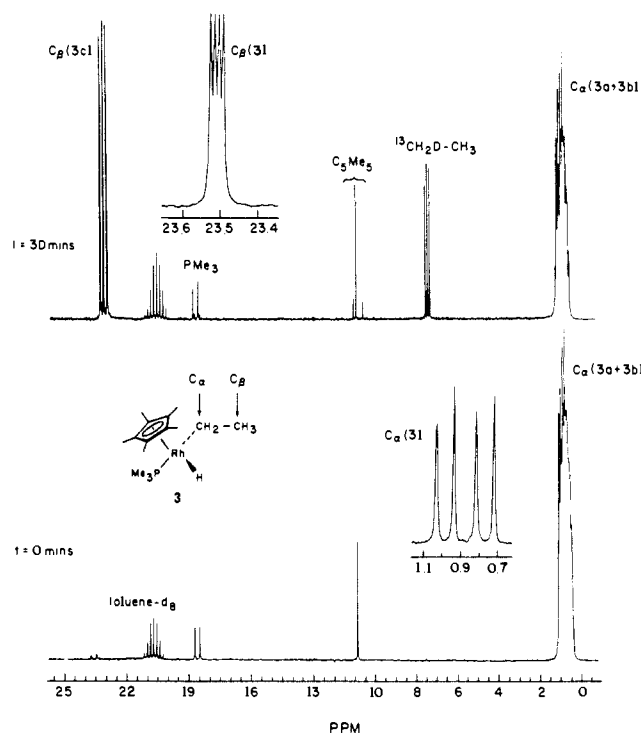 Cβ(3c)
Cβ(3)
Cα(3a+3b)
¹³CH₂D-CH₃
C₅Me₅
PMe₃
t = 30 mins
23.6 23.5 23.4
Cα Cβ
CH₂-CH₃
Rh
Me₃P
H
3
Cα(3a+3b)
Cα(3)
1.1 0.9 0.7
t = 0 mins
Toluene-d₈
25 22 19 16 13 11 8 6 4 2 0
PPM